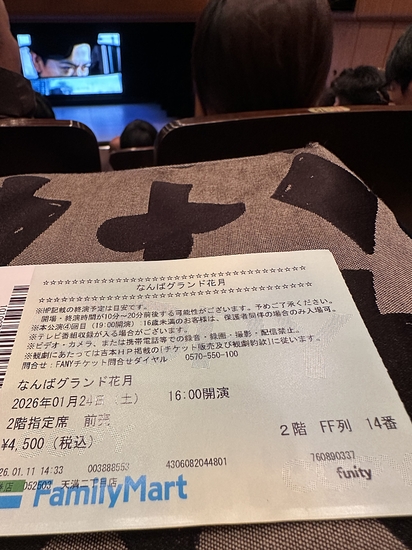 なんばグランド花月
※HP記載の終演予定は目安です。
開場・終演時間が10分～20分前後する可能性がございます。予めご了承ください。
※本公演④回目（19:00開演）16歳未満のお客様は、保護者同伴の場合のみ入場可。
※テレビ番組収録が入る場合がございます。
※ビデオ・カメラ、または携帯電話等での録音・録画・撮影・配信禁止。
※観劇にあたっては吉本HP掲載の(チケット販売及び観劇約款)に従います。
問合せ：FANYチケット問合せダイヤル 0570-550-100
なんばグランド花月
2026年01月24日（土） 16:00開演
2階指定席 前売
¥4,500（税込）
2階 FF列 14番
26.01.11 14:33 003888553 4306082044801 760890337
052503 天満二丁目店
FamilyMart
funity